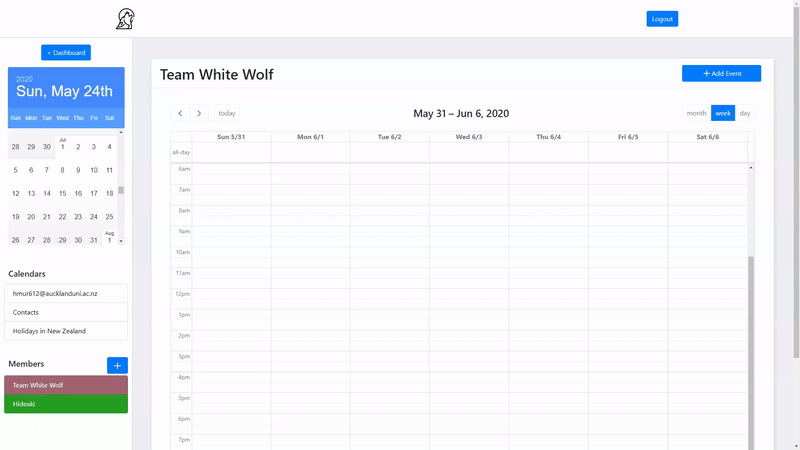 Logout
< Dashboard
2020
Sun, May 24th
Sun Mon Tue Wed Thu Fri Sat
Jul
28 29 30 1 2 3 4
5 6 7 8 9 10 11
12 13 14 15 16 17 18
19 20 21 22 23 24 25
Aug
26 27 28 29 30 31 1
Calendars
hmur612@aucklanduni.ac.nz
Contacts
Holidays in New Zealand
Members +
Team White Wolf
Hideaki
Team White Wolf
+ Add Event
< > today
May 31 – Jun 6, 2020
month week day
Sun 5/31 Mon 6/1 Tue 6/2 Wed 6/3 Thu 6/4 Fri 6/5 Sat 6/6
all-day
6am
7am
8am
9am
10am
11am
12pm
1pm
2pm
3pm
4pm
5pm
6pm
7pm